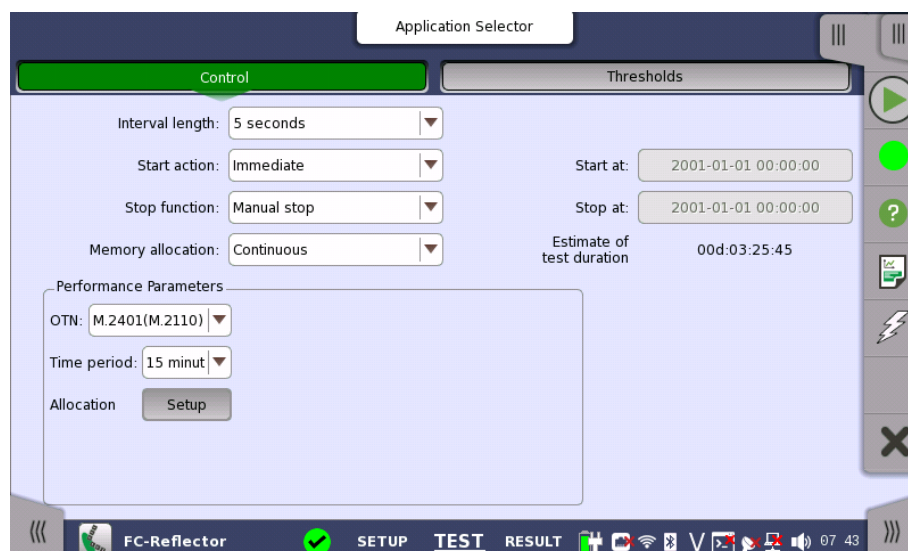 Application Selector
Control
Thresholds
Interval length: 5 seconds
Start action: Immediate
Start at: 2001-01-01 00:00:00
Stop function: Manual stop
Stop at: 2001-01-01 00:00:00
Memory allocation: Continuous
Estimate of
test duration
00d:03:25:45
Performance Parameters
OTN: M.2401(M.2110)
Time period: 15 minut
Allocation Setup
FC-Reflector
SETUP TEST RESULT
07 43